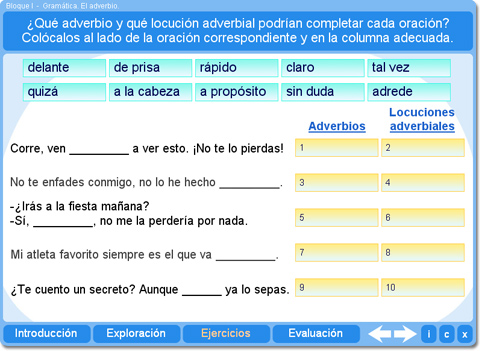 Bloque I - Gramática. El adverbio.
¿Qué adverbio y qué locución adverbial podrían completar cada oración?
Colócalos al lado de la oración correspondiente y en la columna adecuada.
delante de prisa rápido claro tal vez
quizá a la cabeza a propósito sin duda adrede
Adverbios
Locuciones
adverbiales
Corre, ven _________ a ver esto. ¡No te lo pierdas! 1 2
No te enfades conmigo, no lo he hecho _________. 3 4
-¿Irás a la fiesta mañana?
-Sí, _________, no me la perdería por nada. 5 6
Mi atleta favorito siempre es el que va _________. 7 8
¿Te cuento un secreto? Aunque ______ ya lo sepas. 9 10
Introducción Exploración Ejercicios Evaluación i c x